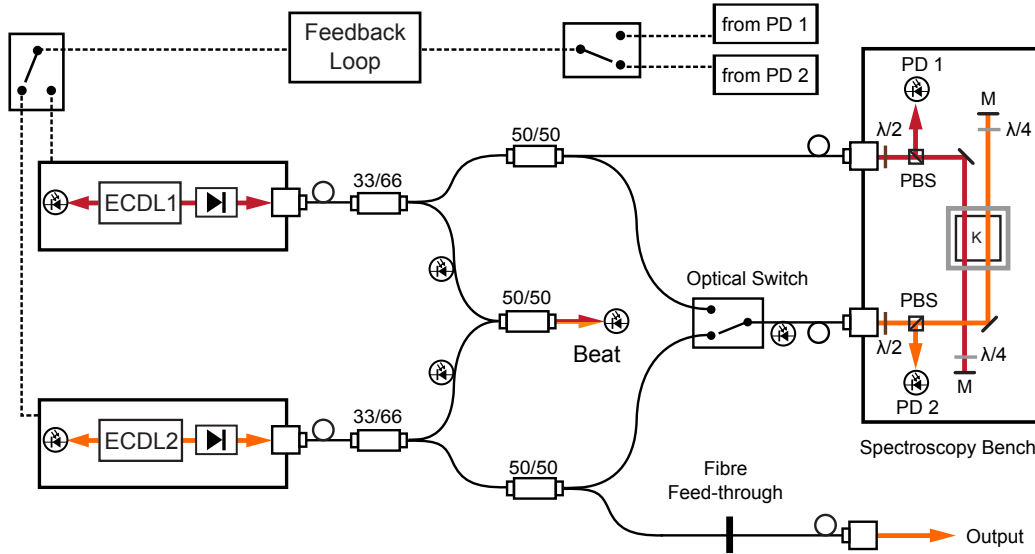 Feedback
Loop
from PD 1
from PD 2
PD 1
M
λ/2
λ/4
50/50
PBS
33/66
ECDL1
K
Optical Switch
50/50
PBS
Beat
λ/2
λ/4
M
PD 2
33/66
ECDL2
Spectroscopy Bench
50/50
Fibre
Feed-through
Output